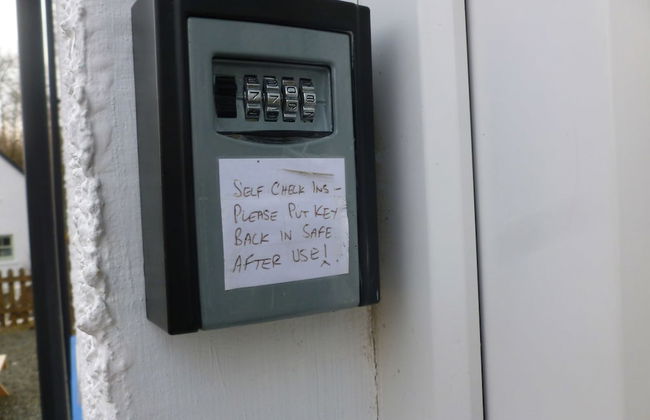 SELF CHECK INS -
PLEASE PUT KEY
BACK IN SAFE
AFTER USE!